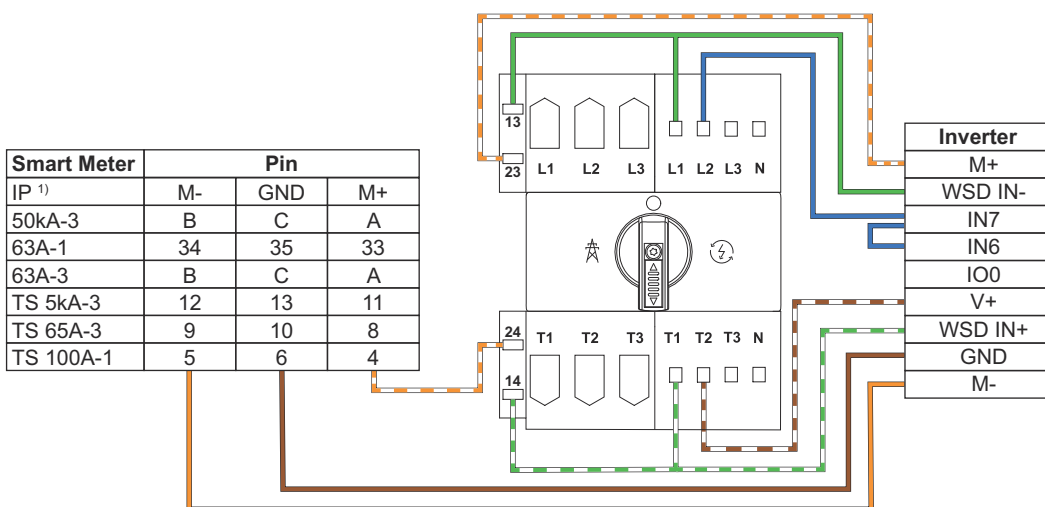 Smart Meter Pin
IP 1) M- GND M+
50kA-3 B C A
63A-1 34 35 33
63A-3 B C A
TS 5kA-3 12 13 11
TS 65A-3 9 10 8
TS 100A-1 5 6 4
13
23 L1 L2 L3 L1 L2 L3 N
24 T1 T2 T3 T1 T2 T3 N
14
Inverter
M+
WSD IN-
IN7
IN6
IO0
V+
WSD IN+
GND
M-